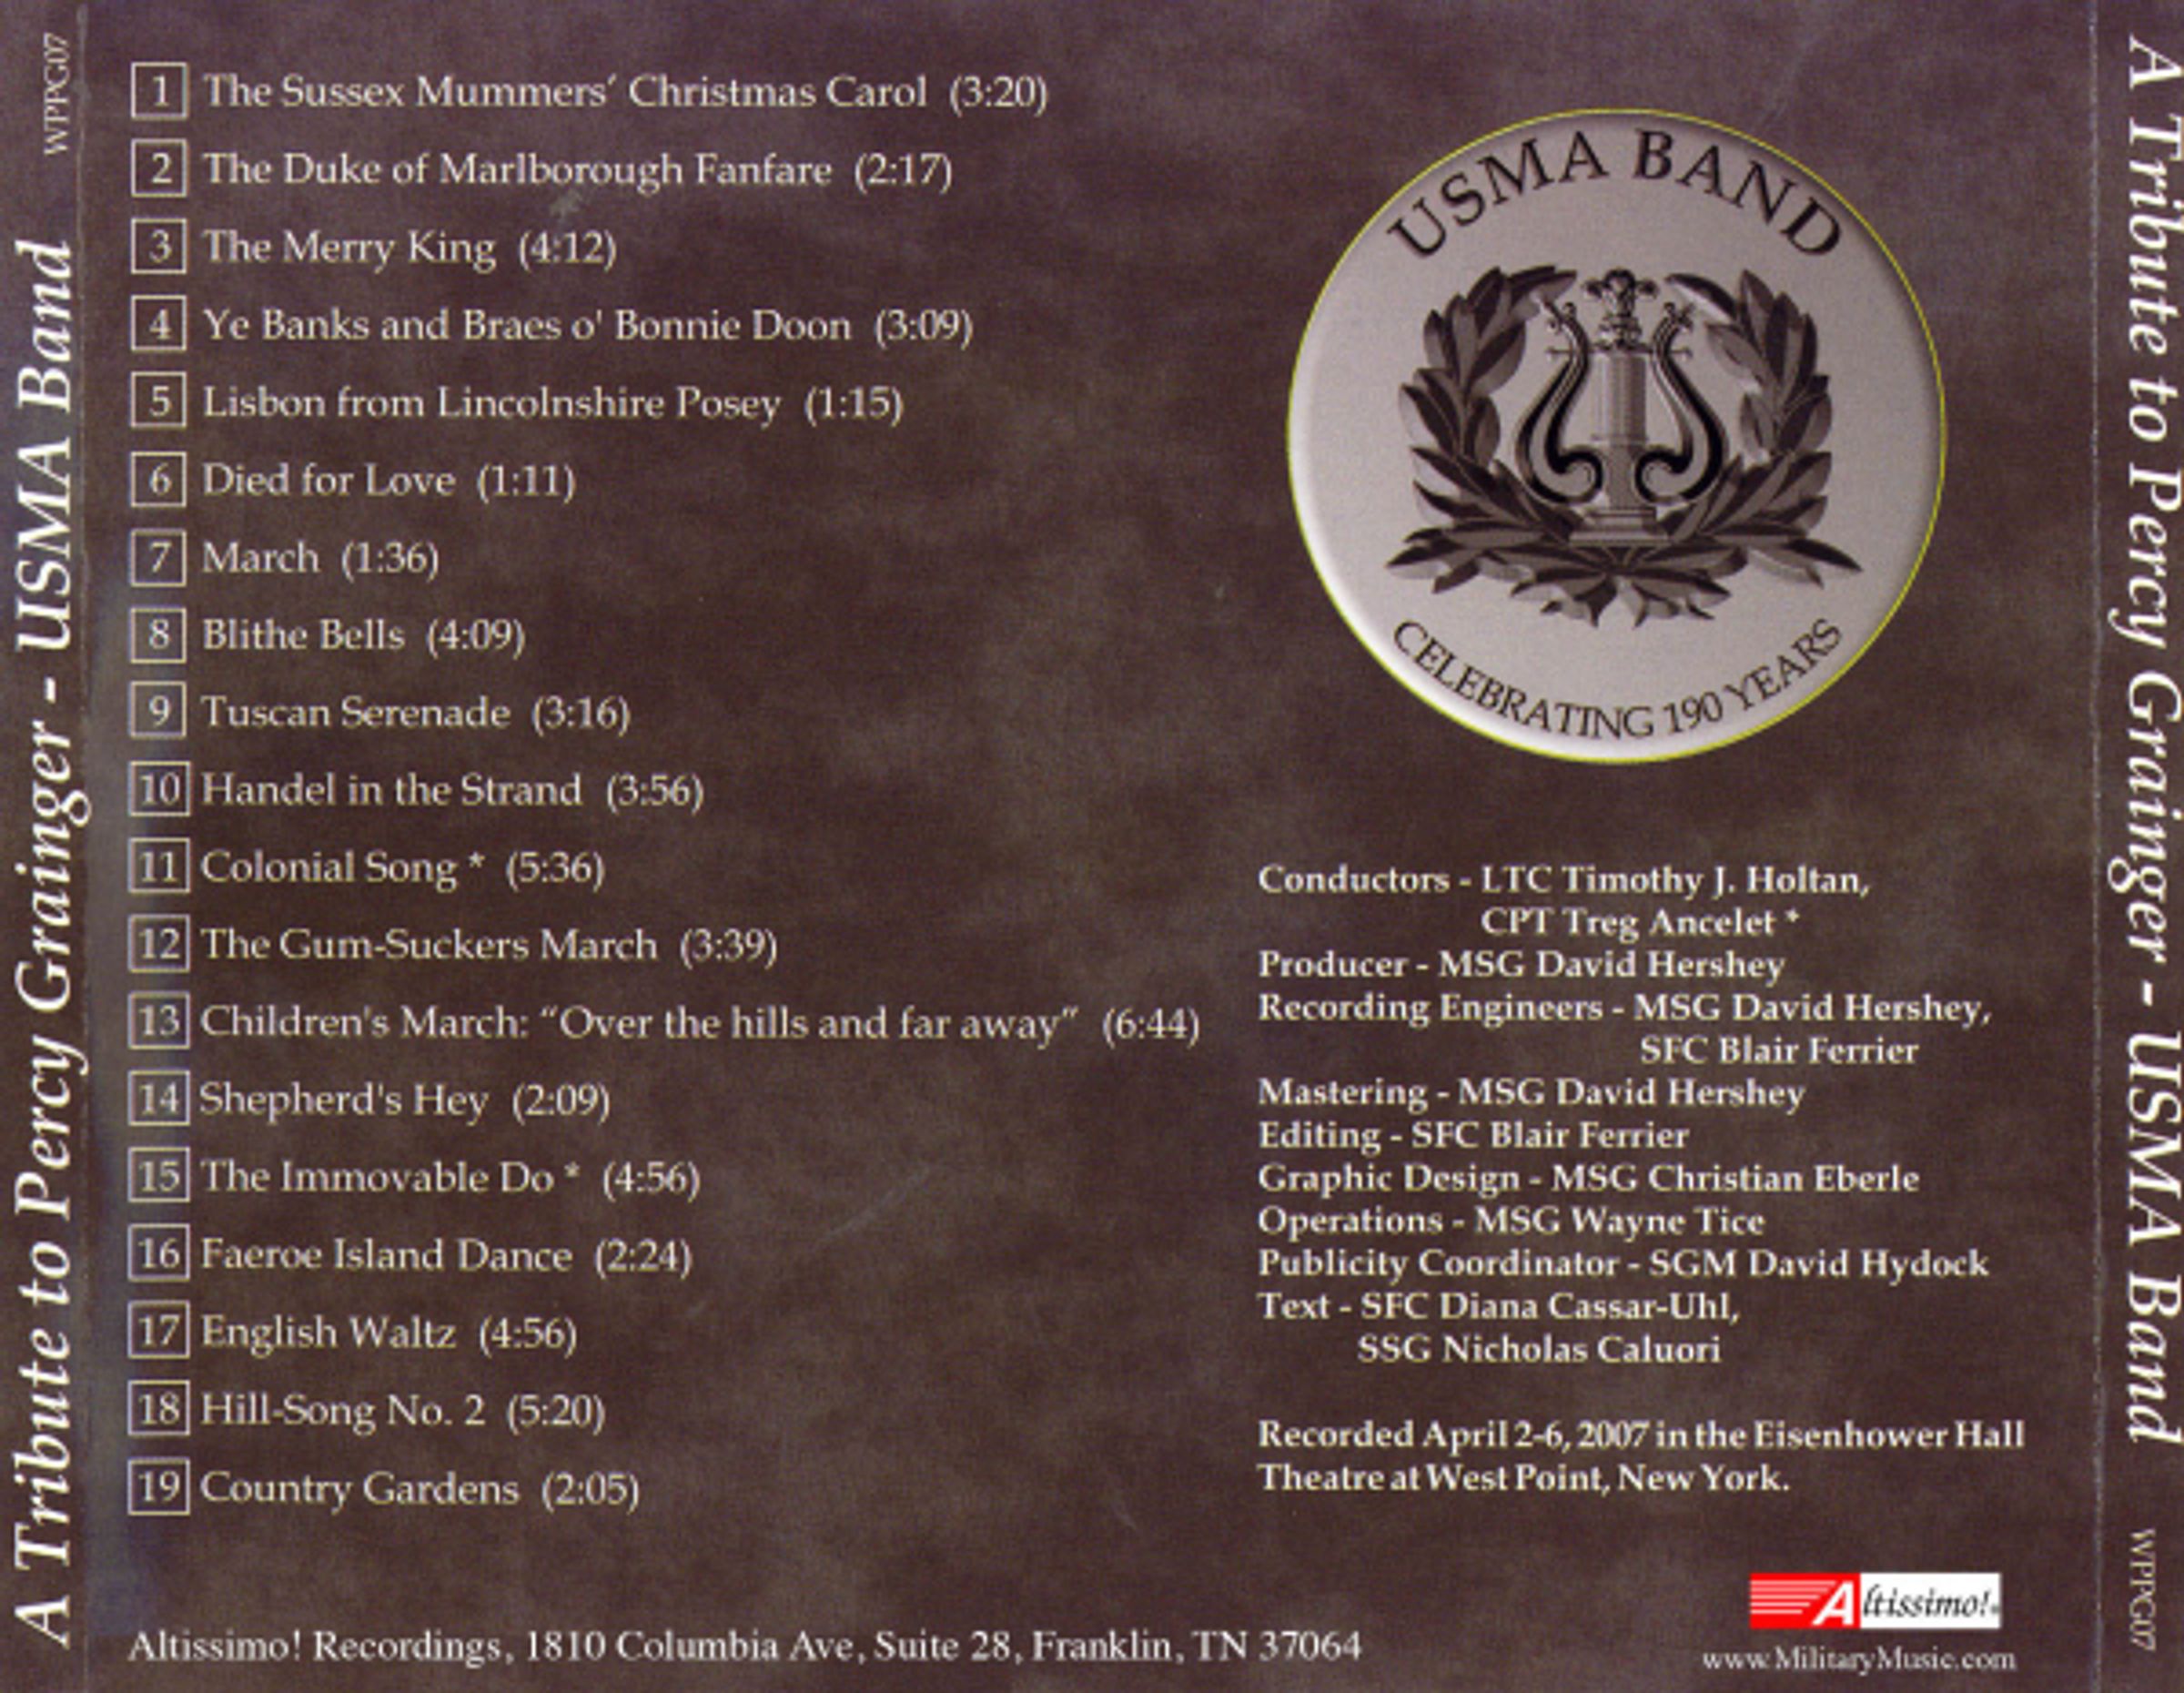 A Tribute to Percy Grainger - USMA Band
WPPG07
1 The Sussex Mummers’ Christmas Carol (3:20)
2 The Duke of Marlborough Fanfare (2:17)
3 The Merry King (4:12)
4 Ye Banks and Braes o' Bonnie Doon (3:09)
5 Lisbon from Lincolnshire Posey (1:15)
6 Died for Love (1:11)
7 March (1:36)
8 Blithe Bells (4:09)
9 Tuscan Serenade (3:16)
10 Handel in the Strand (3:56)
11 Colonial Song * (5:36)
12 The Gum-Suckers March (3:39)
13 Children's March: “Over the hills and far away” (6:44)
14 Shepherd's Hey (2:09)
15 The Immovable Do * (4:56)
16 Faeroe Island Dance (2:24)
17 English Waltz (4:56)
18 Hill-Song No. 2 (5:20)
19 Country Gardens (2:05)
USMA BAND
CELEBRATING 190 YEARS
Conductors - LTC Timothy J. Holtan,
CPT Treg Ancelet *
Producer - MSG David Hershey
Recording Engineers - MSG David Hershey,
SFC Blair Ferrier
Mastering - MSG David Hershey
Editing - SFC Blair Ferrier
Graphic Design - MSG Christian Eberle
Operations - MSG Wayne Tice
Publicity Coordinator - SGM David Hydock
Text - SFC Diana Cassar-Uhl,
SSG Nicholas Caluori
Recorded April 2-6, 2007 in the Eisenhower Hall
Theatre at West Point, New York.
Altissimo! Recordings, 1810 Columbia Ave, Suite 28, Franklin, TN 37064
Altissimo!
www.MilitaryMusic.com
A Tribute to Percy Grainger - USMA Band
WPPG07